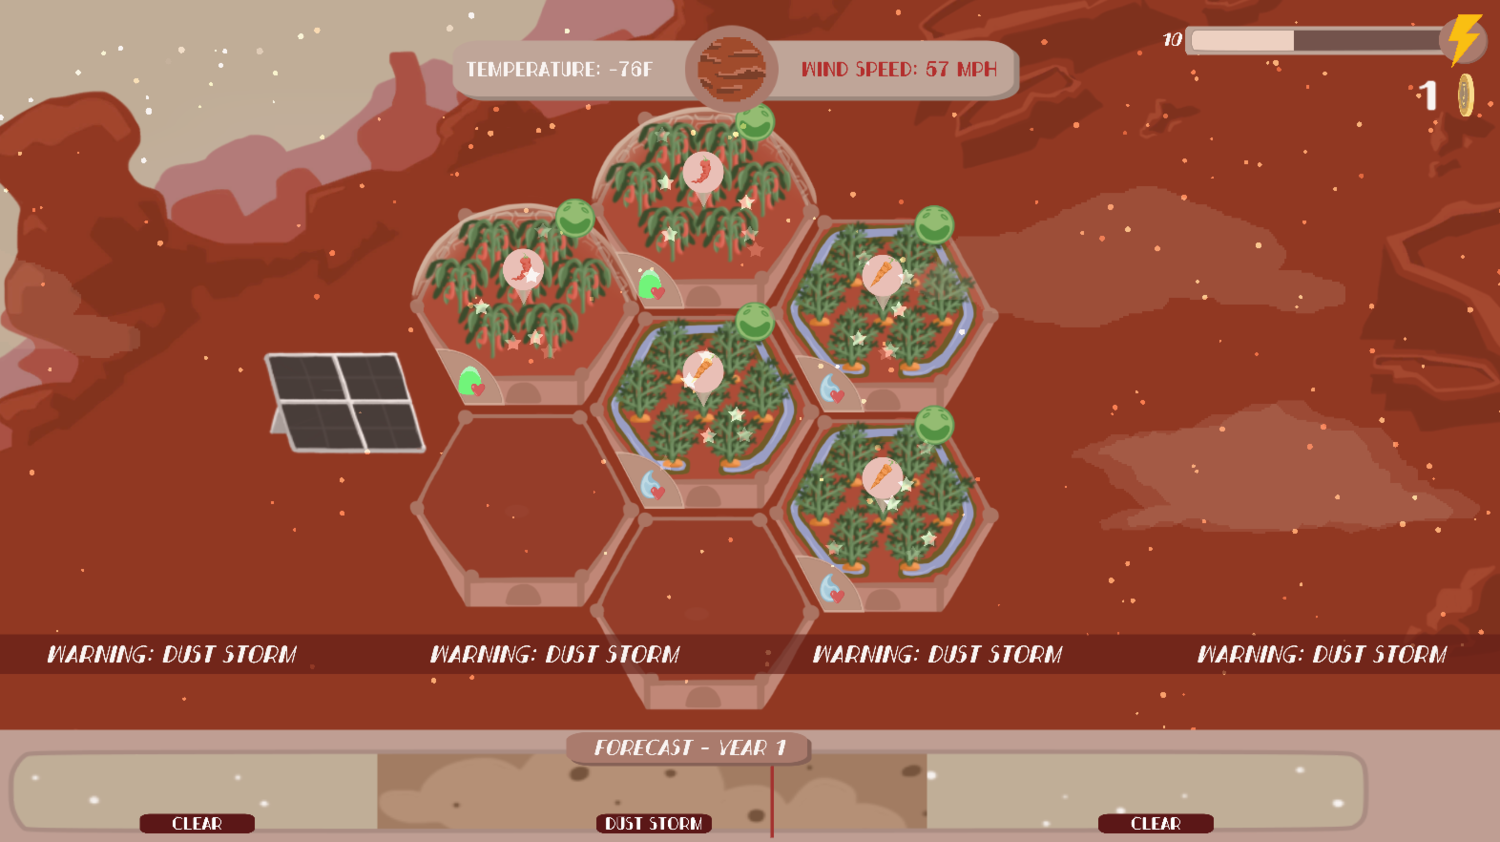 TEMPERATURE: -76F
WIND SPEED: 57 MPH
10
1
WARNING: DUST STORM WARNING: DUST STORM WARNING: DUST STORM WARNING: DUST STORM
FORECAST - YEAR 1
CLEAR
DUST STORM
CLEAR